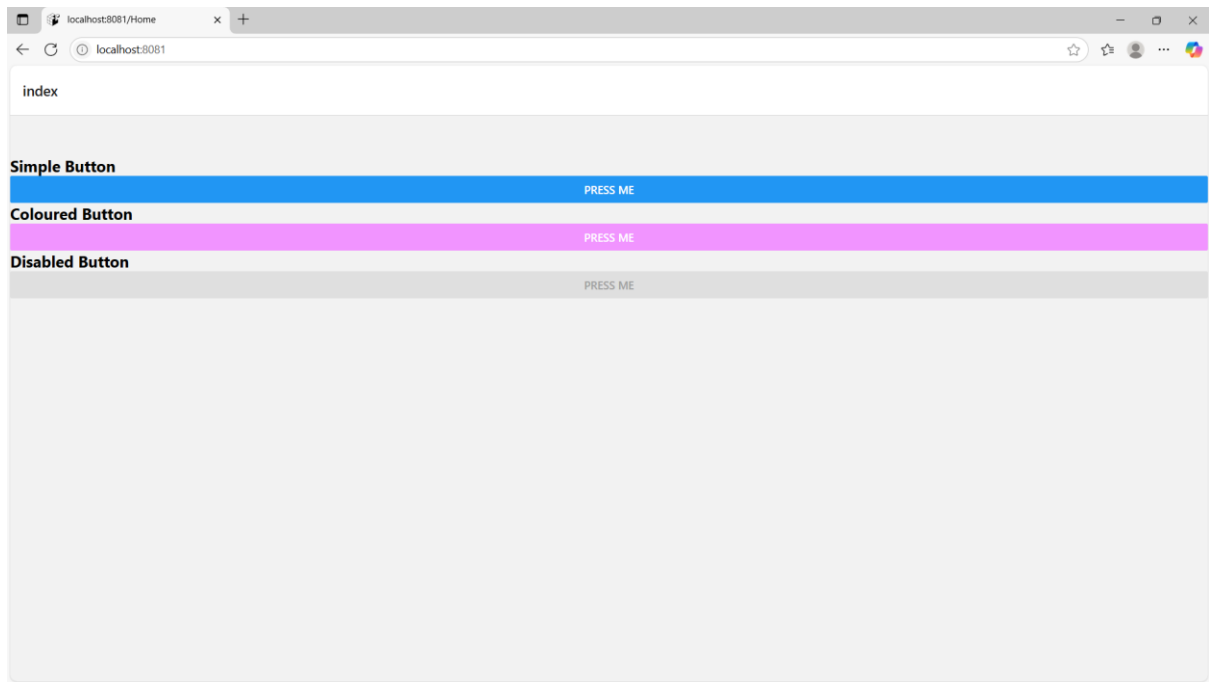 localhost:8081/Home
localhost:8081
index
Simple Button
PRESS ME
Coloured Button
PRESS ME
Disabled Button
PRESS ME